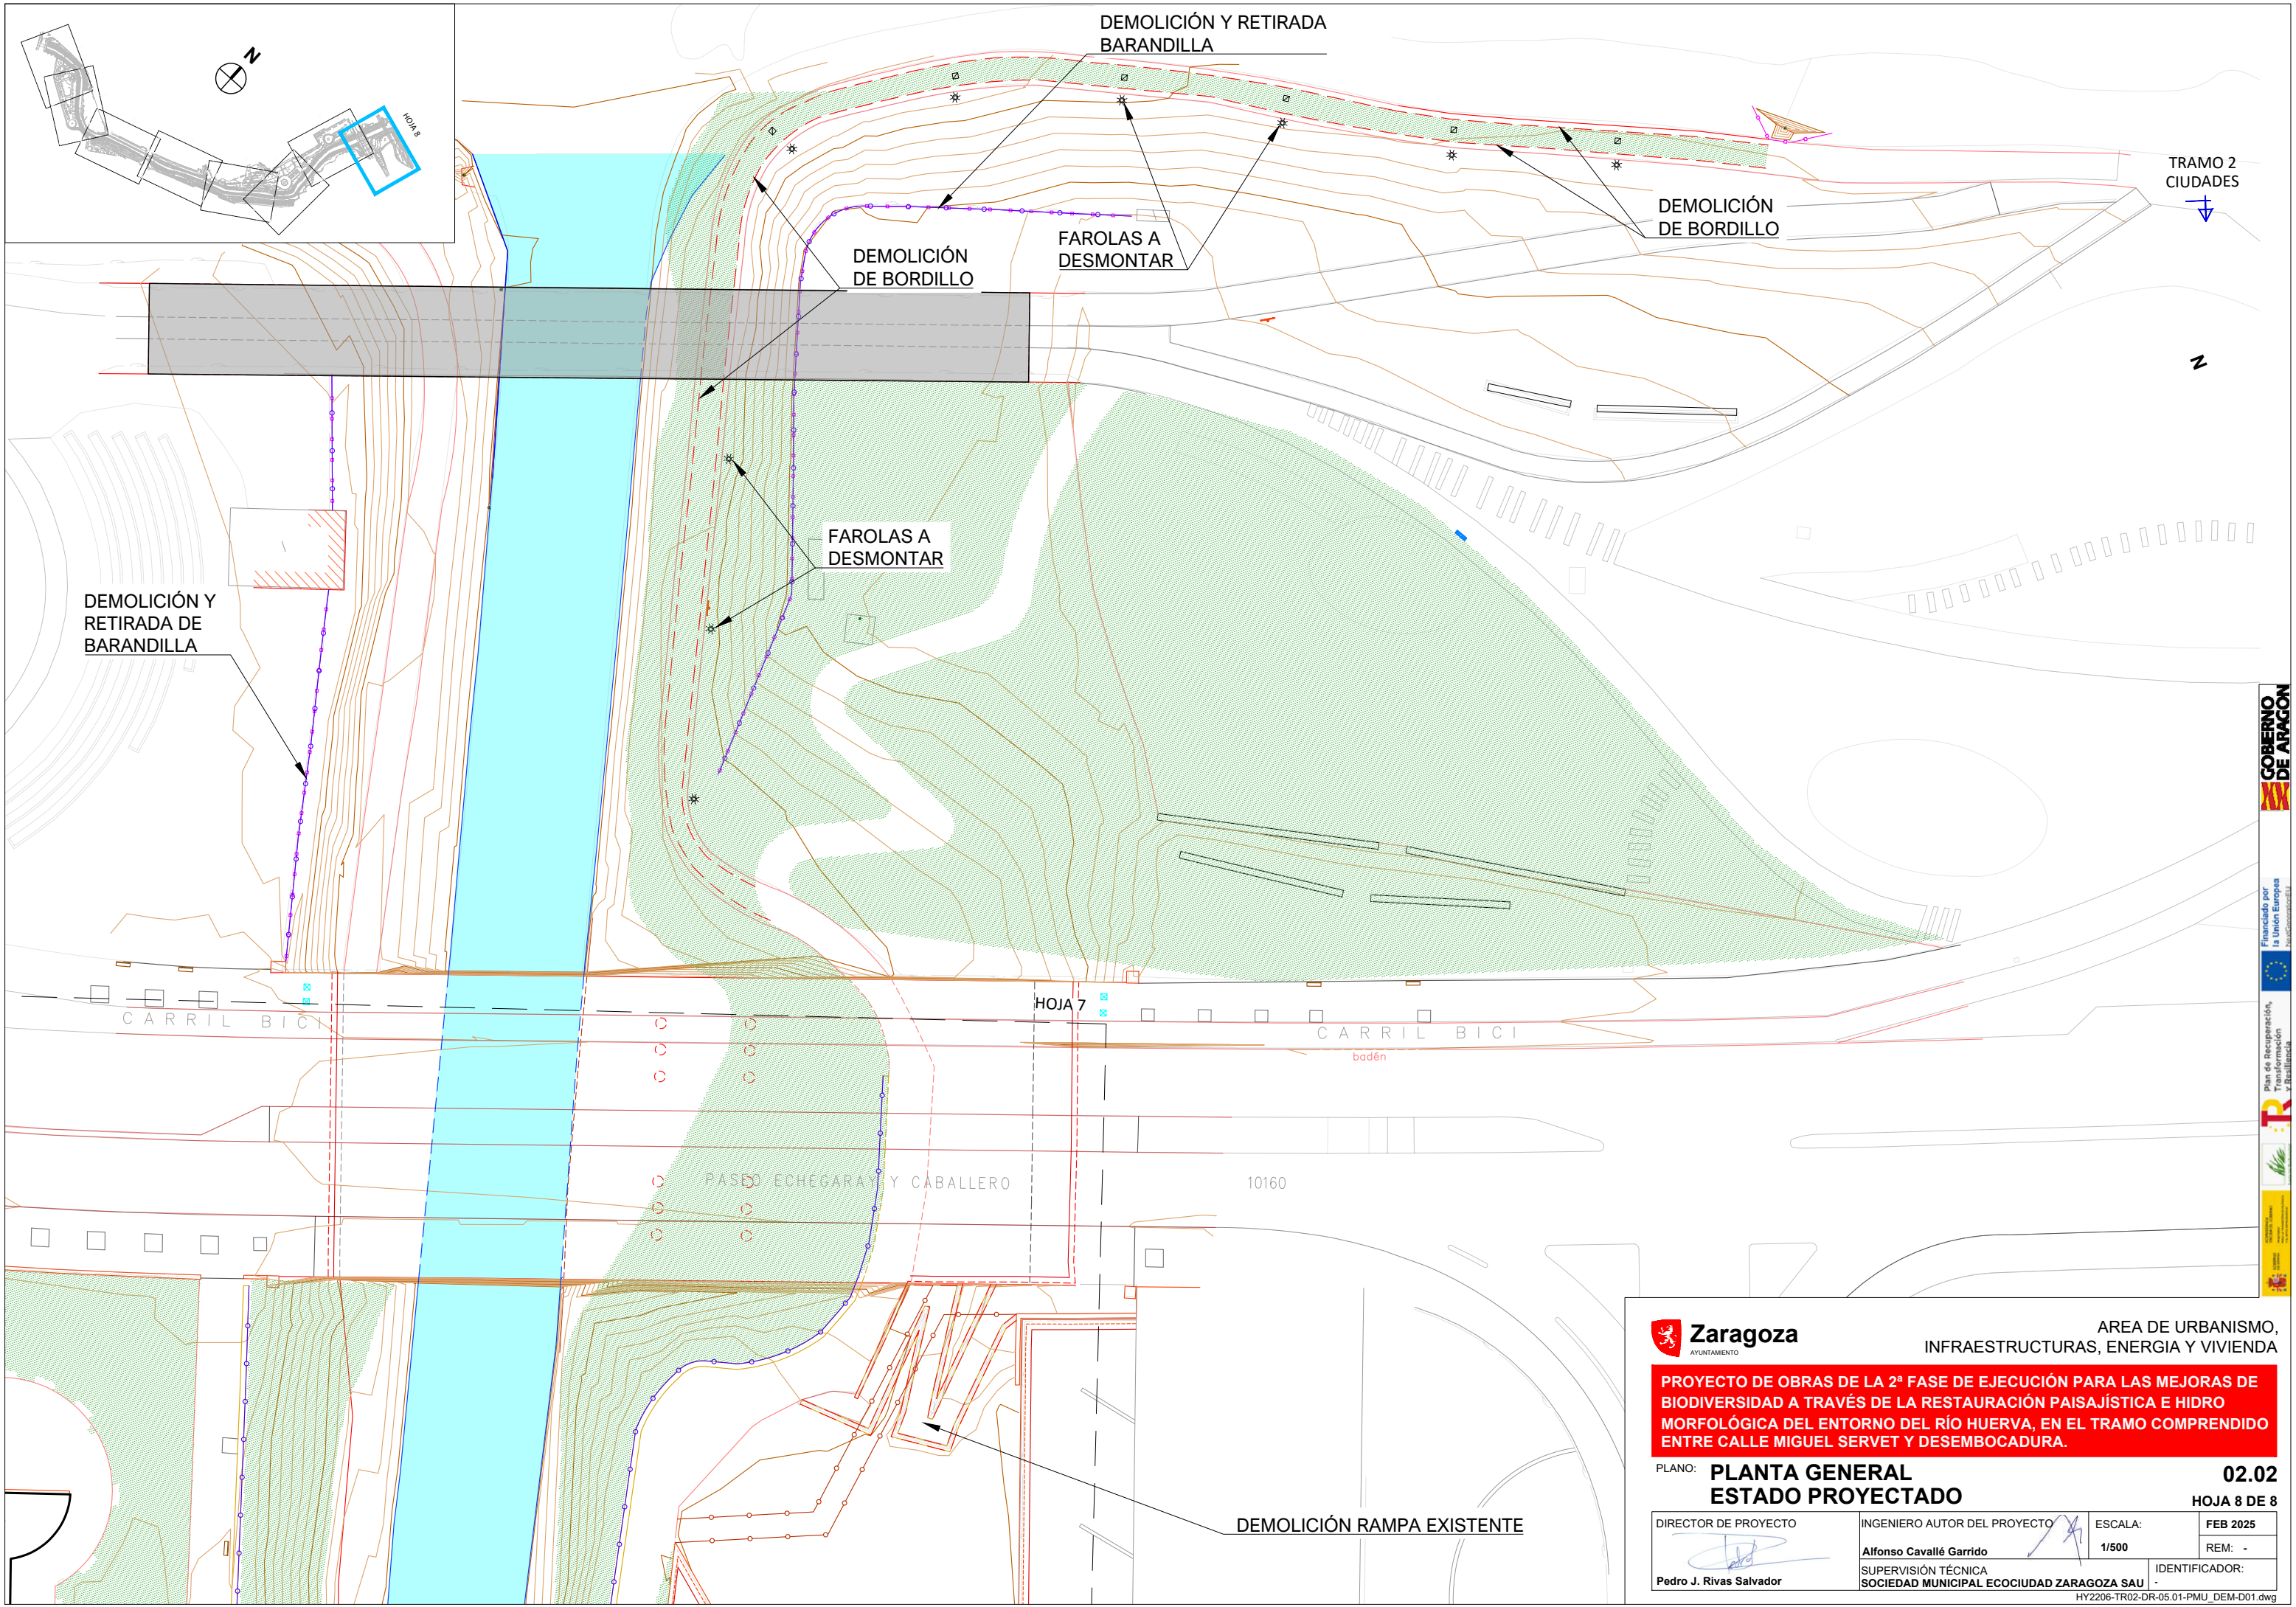 N
HOJA 8
DEMOLICIÓN Y RETIRADA
BARANDILLA
TRAMO 2
CIUDADES
DEMOLICIÓN
DE BORDILLO
FAROLAS A
DESMONTAR
DEMOLICIÓN
DE BORDILLO
N
FAROLAS A
DESMONTAR
DEMOLICIÓN Y
RETIRADA DE
BARANDILLA
HOJA 7
CARRIL BICI
CARRIL BICI
badén
PASEO ECHEGARAY Y CABALLERO
10160
DEMOLICIÓN RAMPA EXISTENTE
GOBIERNO
DE ARAGON
Financiado por
la Unión Europea
NextGenerationEU
Plan de Recuperación,
Transformación
y Resiliencia
Zaragoza
AYUNTAMIENTO
AREA DE URBANISMO,
INFRAESTRUCTURAS, ENERGIA Y VIVIENDA
PROYECTO DE OBRAS DE LA 2ª FASE DE EJECUCIÓN PARA LAS MEJORAS DE
BIODIVERSIDAD A TRAVÉS DE LA RESTAURACIÓN PAISAJÍSTICA E HIDRO
MORFOLÓGICA DEL ENTORNO DEL RÍO HUERVA, EN EL TRAMO COMPRENDIDO
ENTRE CALLE MIGUEL SERVET Y DESEMBOCADURA.
PLANO: PLANTA GENERAL
ESTADO PROYECTADO
02.02
HOJA 8 DE 8
DIRECTOR DE PROYECTO
Pedro J. Rivas Salvador
INGENIERO AUTOR DEL PROYECTO
Alfonso Cavallé Garrido
ESCALA:
1/500
FEB 2025
REM: -
SUPERVISIÓN TÉCNICA
SOCIEDAD MUNICIPAL ECOCIUDAD ZARAGOZA SAU
IDENTIFICADOR:
-
HY2206-TR02-DR-05.01-PMU_DEM-D01.dwg